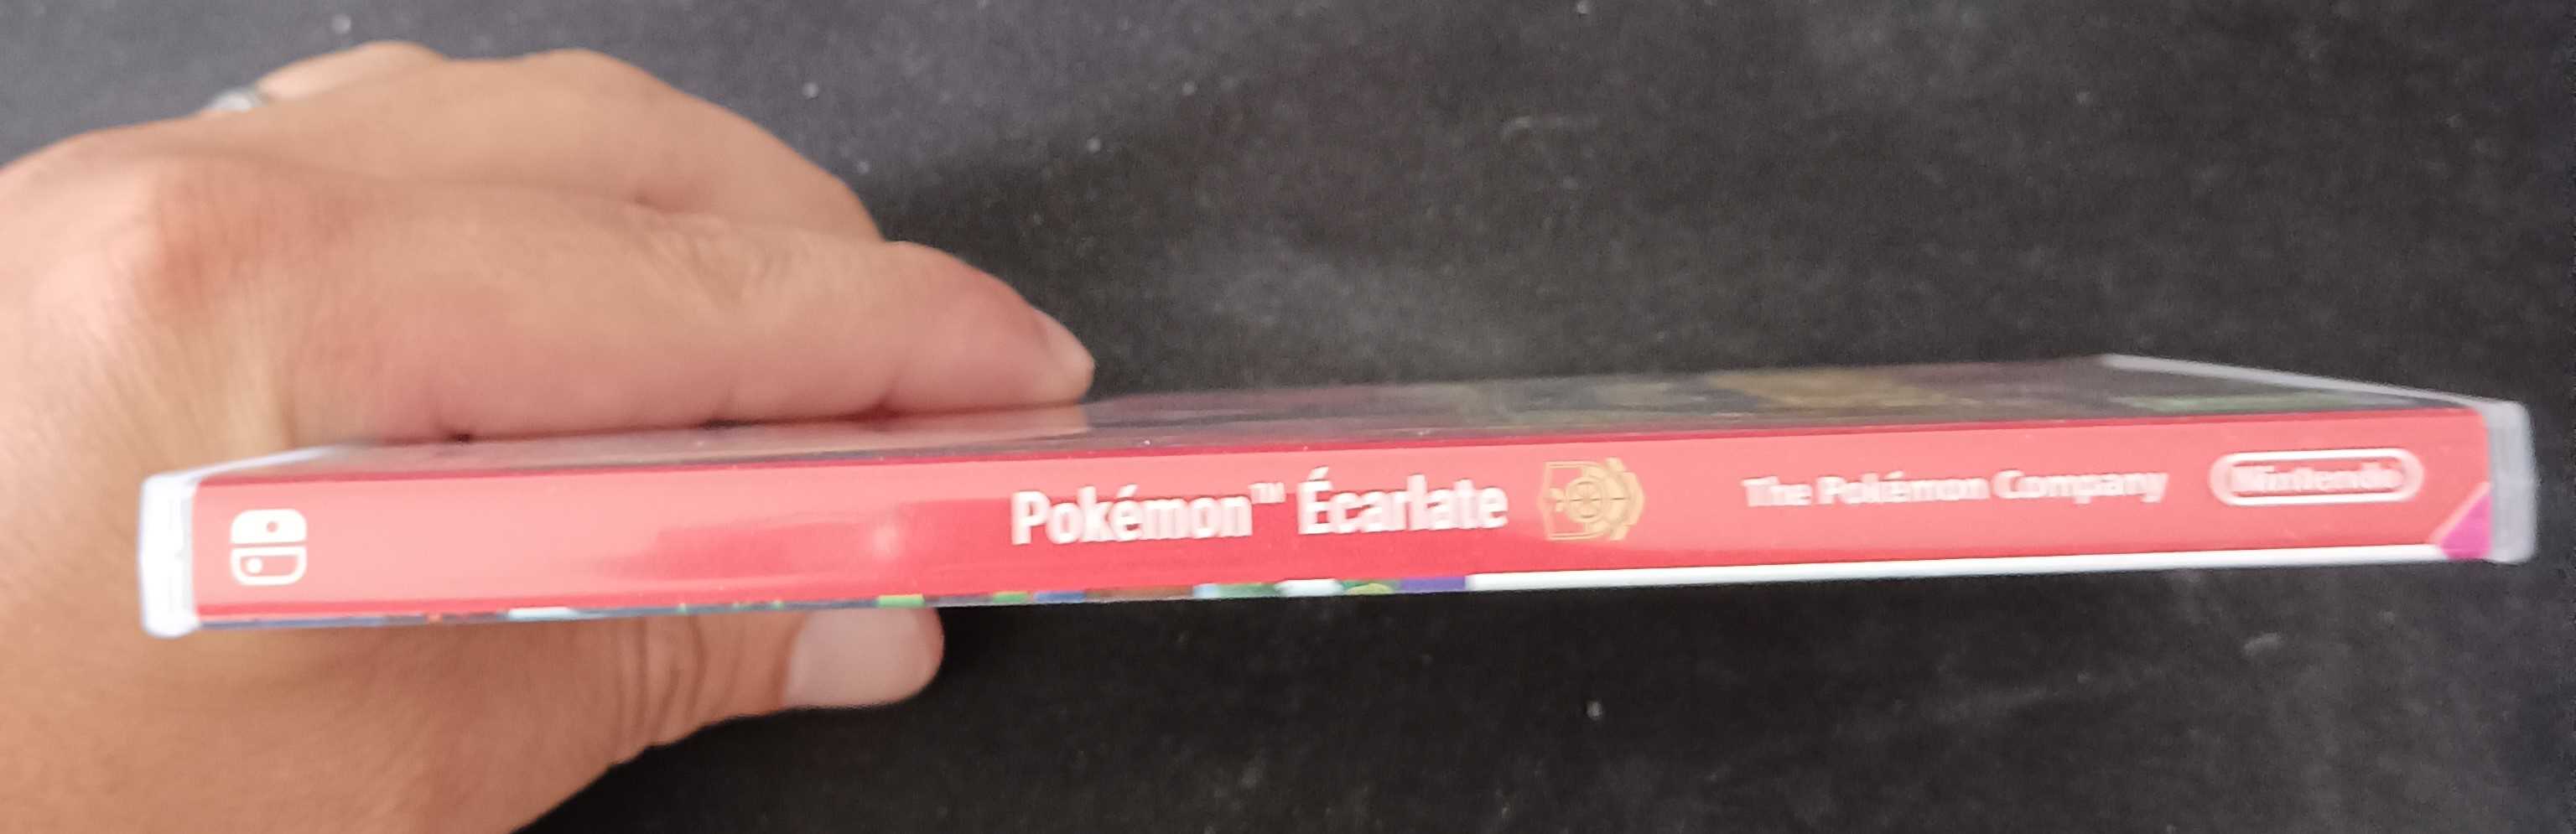 Pokémon™ Écarlate
The Pokémon Company
Nintendo